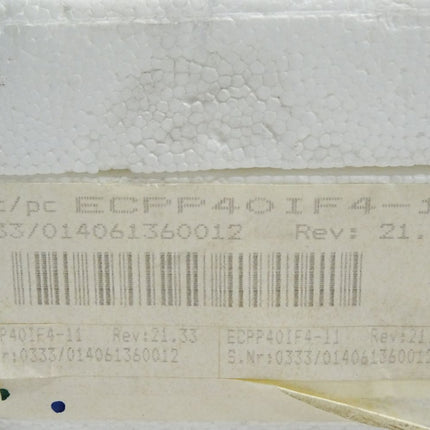 t/pc ECPP40IF4-1
33/014061360012 Rev: 21.
P40IF4-11 Rev:21.33 ECPP40IF4-11 Rev:21
r:0333/014061360012 S.Nr:0333/014061360012